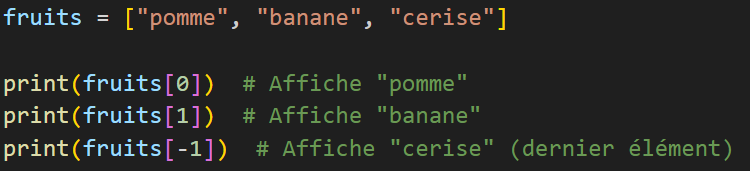 fruits = ["pomme", "banane", "cerise"]
print(fruits[0])  # Affiche "pomme"
print(fruits[1])  # Affiche "banane"
print(fruits[-1])  # Affiche "cerise" (dernier élément)